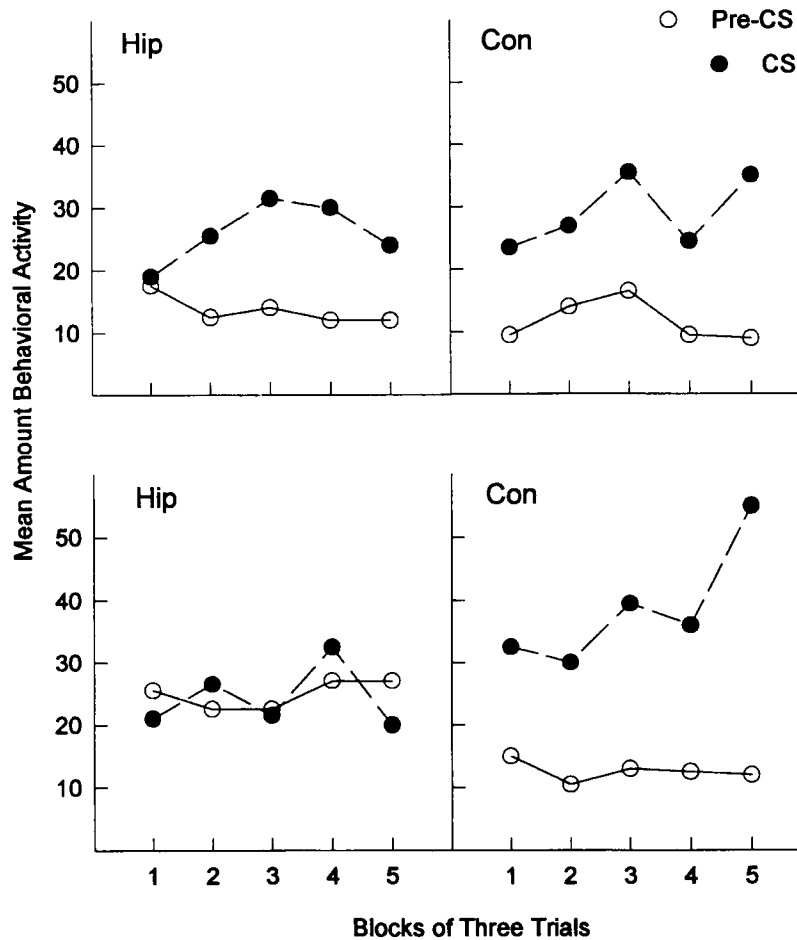 Hip
Con
Pre-CS
CS
50
40
30
20
10
Mean Amount Behavioral Activity
Hip
Con
50
40
30
20
10
1 2 3 4 5 1 2 3 4 5
Blocks of Three Trials